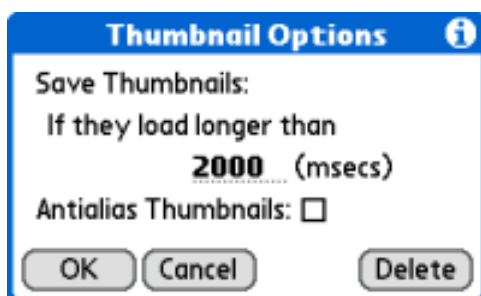 Thumbnail Options i
Save Thumbnails:
If they load longer than
2000 (msecs)
Antialias Thumbnails:
OK Cancel Delete